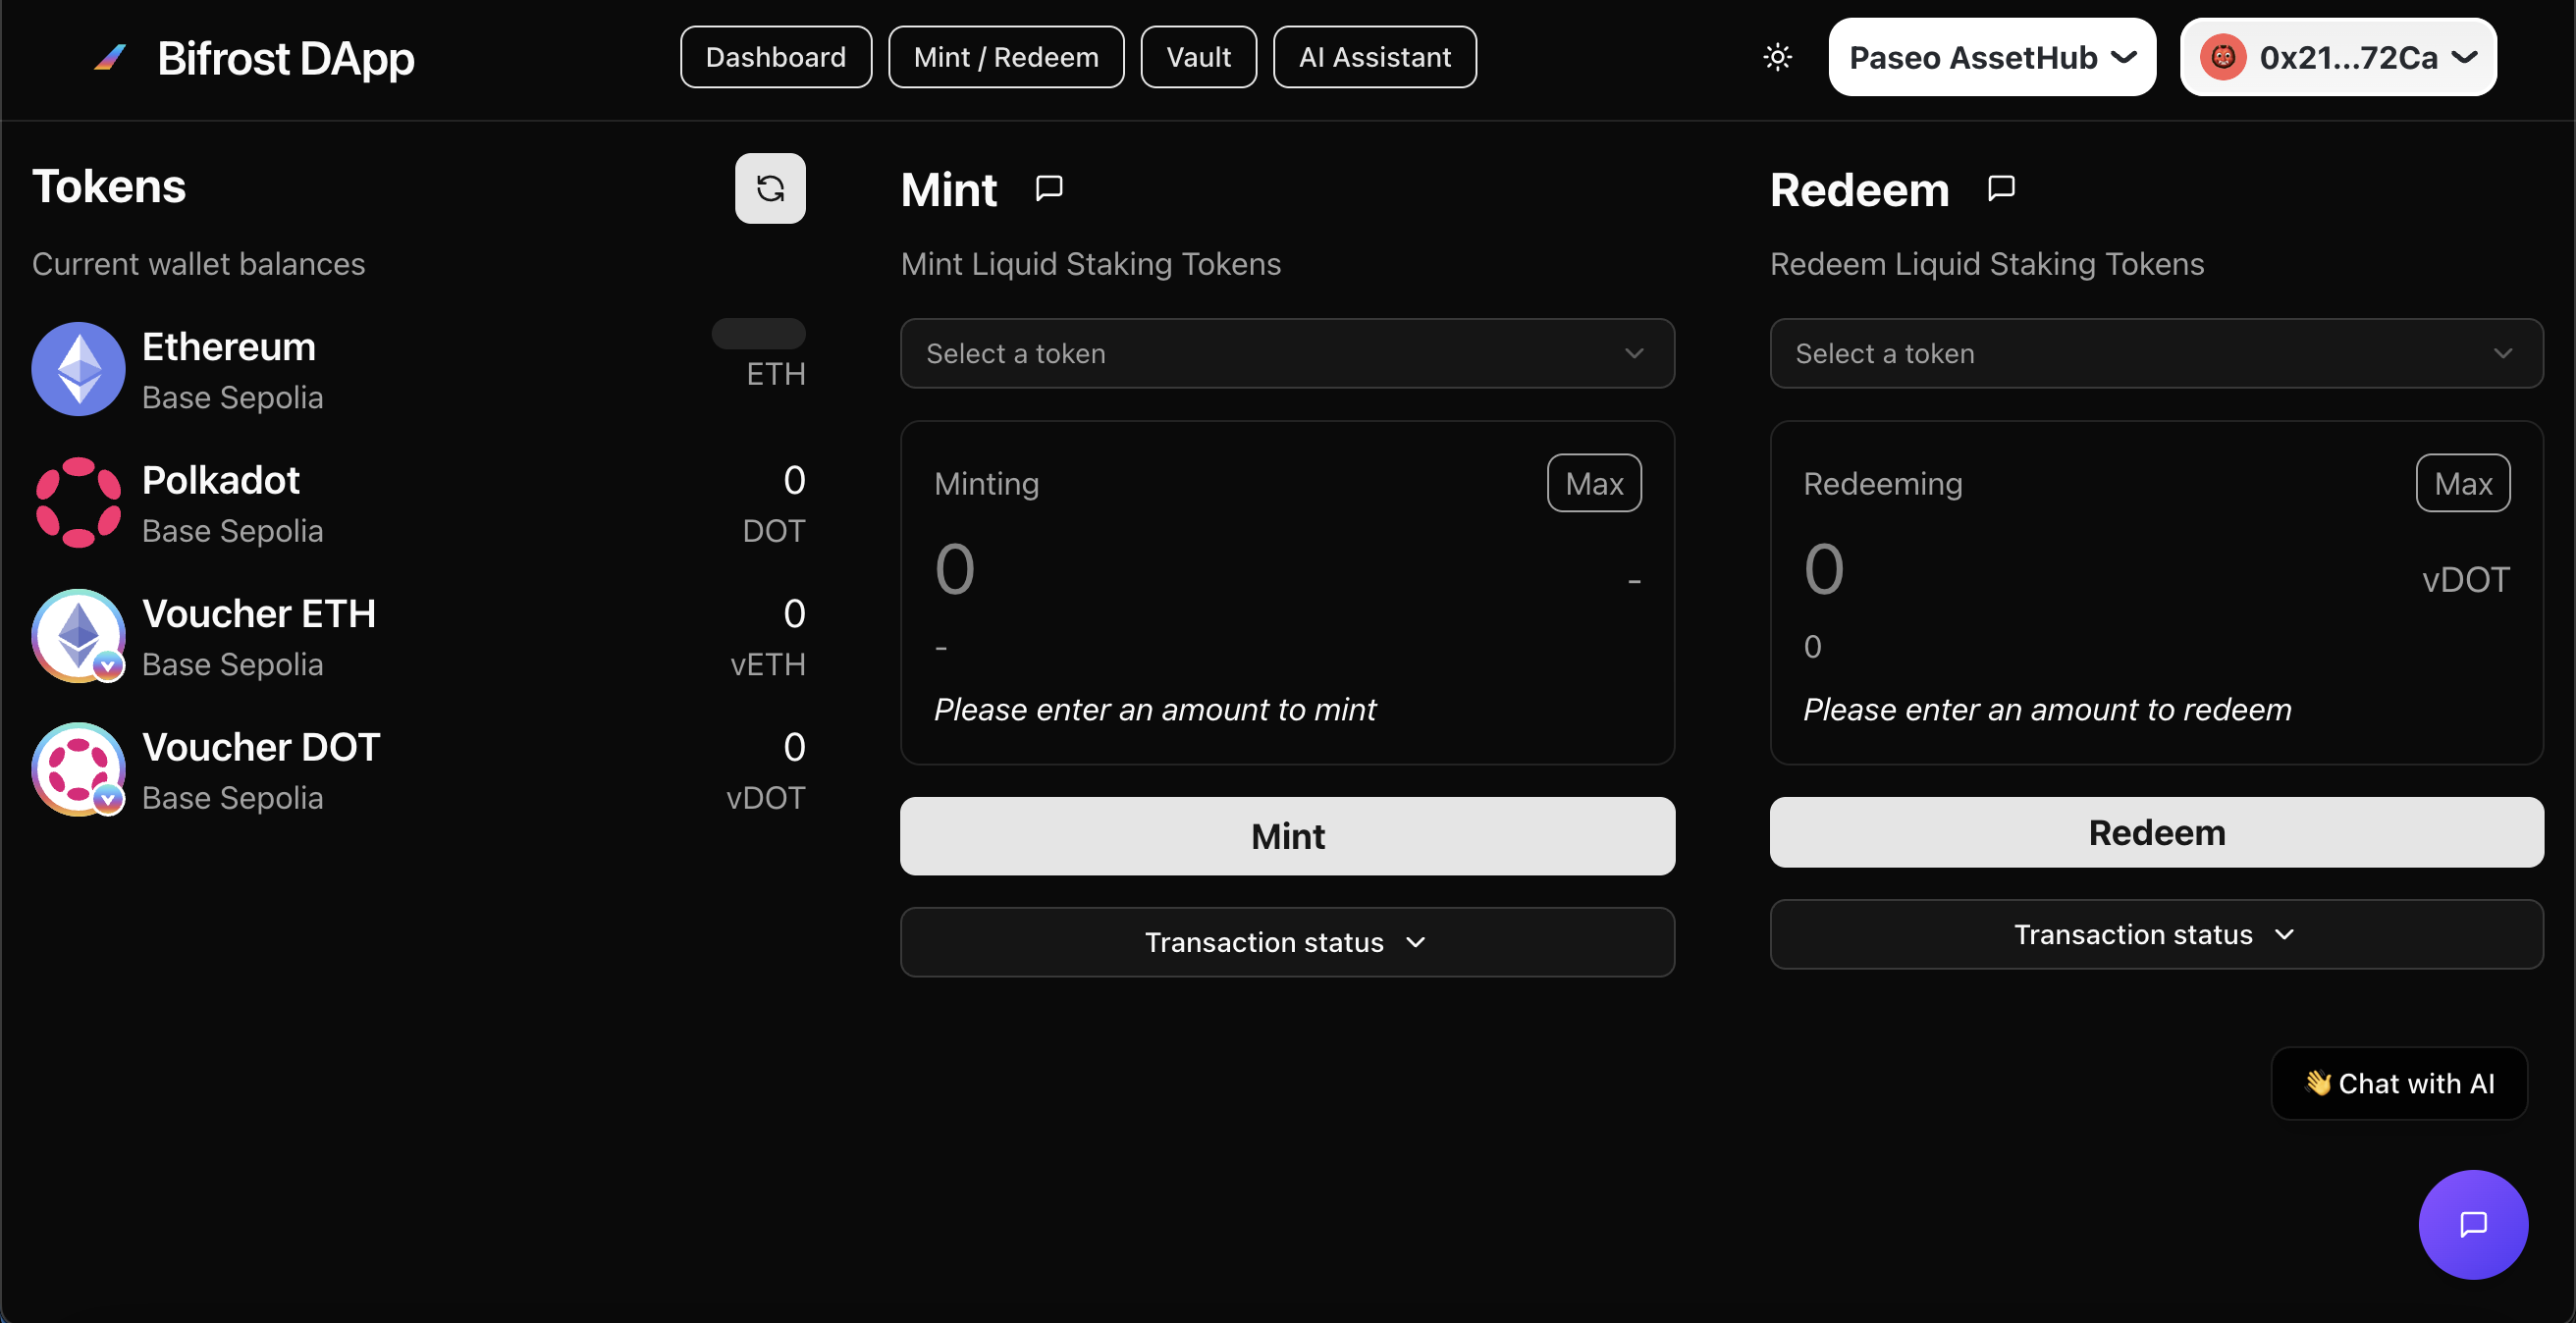 Bifrost DApp
Dashboard
Mint / Redeem
Vault
AI Assistant
Paseo AssetHub
0x21...72Ca
Tokens
Current wallet balances
Ethereum
Base Sepolia
ETH
Polkadot
Base Sepolia
0
DOT
Voucher ETH
Base Sepolia
0
vETH
Voucher DOT
Base Sepolia
0
vDOT
Mint
Mint Liquid Staking Tokens
Select a token
Minting
Max
0
-
-
Please enter an amount to mint
Mint
Transaction status
Redeem
Redeem Liquid Staking Tokens
Select a token
Redeeming
Max
0
vDOT
0
Please enter an amount to redeem
Redeem
Transaction status
👋 Chat with AI